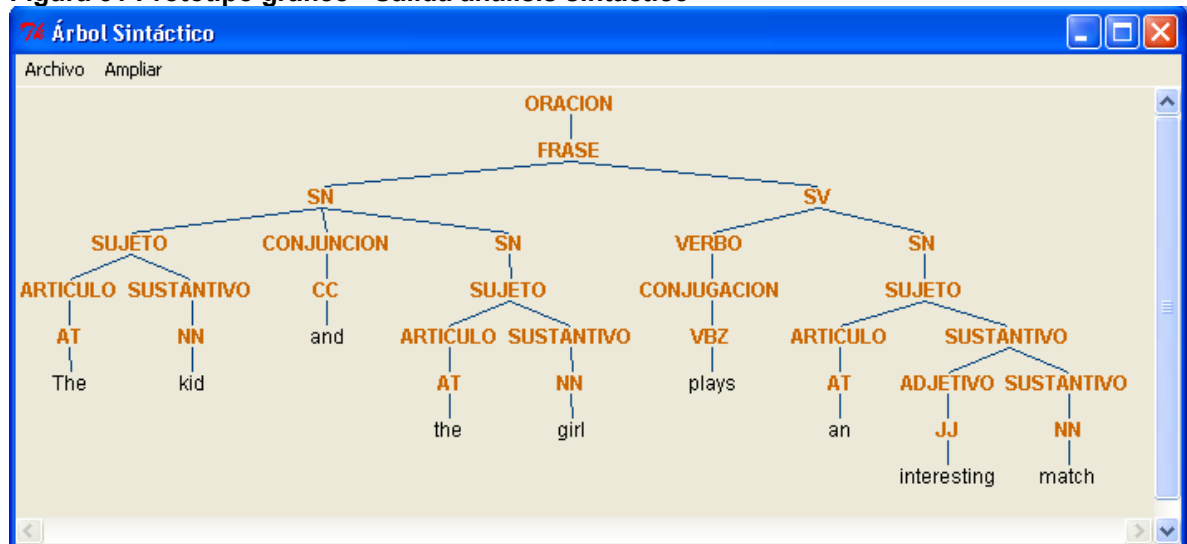 Árbol Sintáctico
Archivo Ampliar
ORACION
FRASE
SN SV
SUJETO CONJUNCION SN VERBO SN
ARTICULO SUSTANTIVO CC SUJETO CONJUGACION SUJETO
AT NN and ARTICULO SUSTANTIVO VBZ ARTICULO SUSTANTIVO
The kid AT NN plays AT ADJETIVO SUSTANTIVO
the girl an JJ NN
interesting match